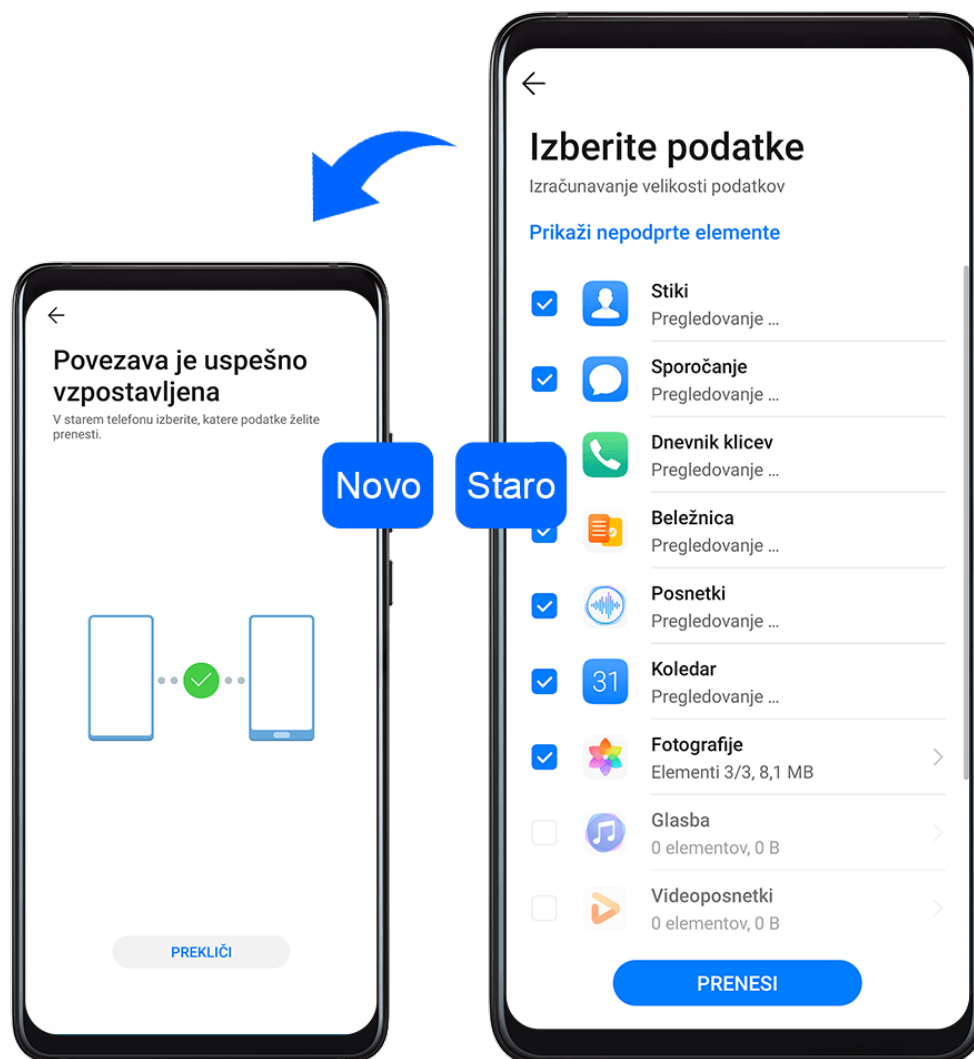 Povezava je uspešno
vzpostavljena
V starem telefonu izberite, katere podatke želite
prenesti.
PREKLIČI
Novo
Staro
Izberite podatke
Izračunavanje velikosti podatkov
Prikaži nepodprte elemente
Stiki
Pregledovanje ...
Sporočanje
Pregledovanje ...
Dnevnik klicev
Pregledovanje ...
Beležnica
Pregledovanje ...
Posnetki
Pregledovanje ...
31
Koledar
Pregledovanje ...
Fotografije
Elementi 3/3, 8,1 MB
Glasba
0 elementov, 0 B
Videoposnetki
0 elementov, 0 B
PRENESI